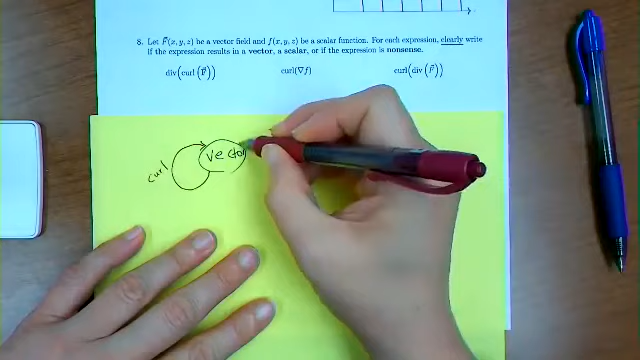 8. Let F⃗(x, y, z) be a vector field and f(x, y, z) be a scalar function. For each expression, clearly write
if the expression results in a vector, a scalar, or if the expression is nonsense.
div(curl(F⃗)) curl(∇f) curl(div(F⃗))
curl vector